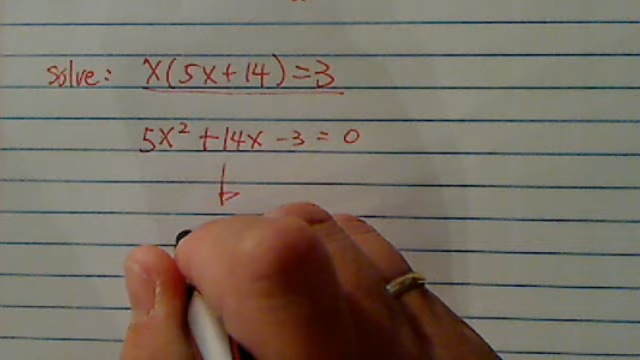 solve: x(5x+14)=3
5x² +14x -3 = 0